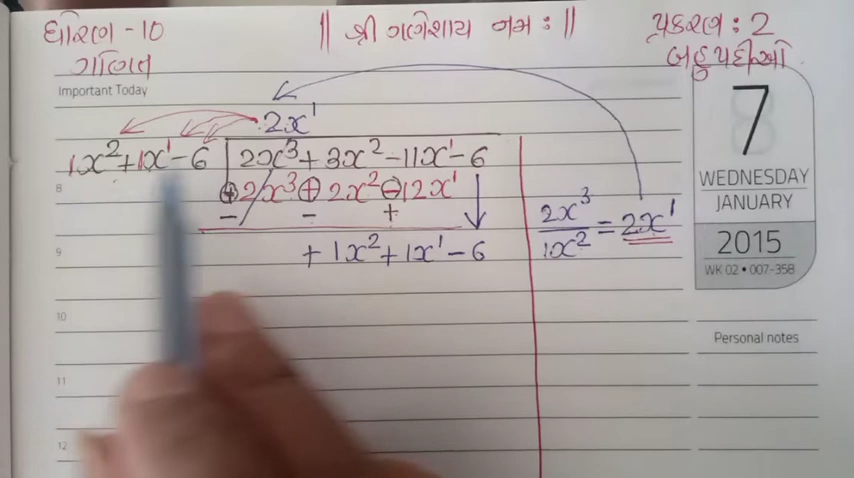 ધોરણ -10 || શ્રી ગણેશાય નમઃ || પ્રકરણ : 2
ગણિત બહુપદીઓ
Important Today
2x¹
1x²+1x¹-6 2x³+3x²-11x¹-6
8 ⊕2x³⊕2x²⊖12x¹
- - +
2x³/1x² = 2x¹
9 +1x²+1x¹-6
10
11
12
7
WEDNESDAY
JANUARY
2015
WK 02 • 007-358
Personal notes